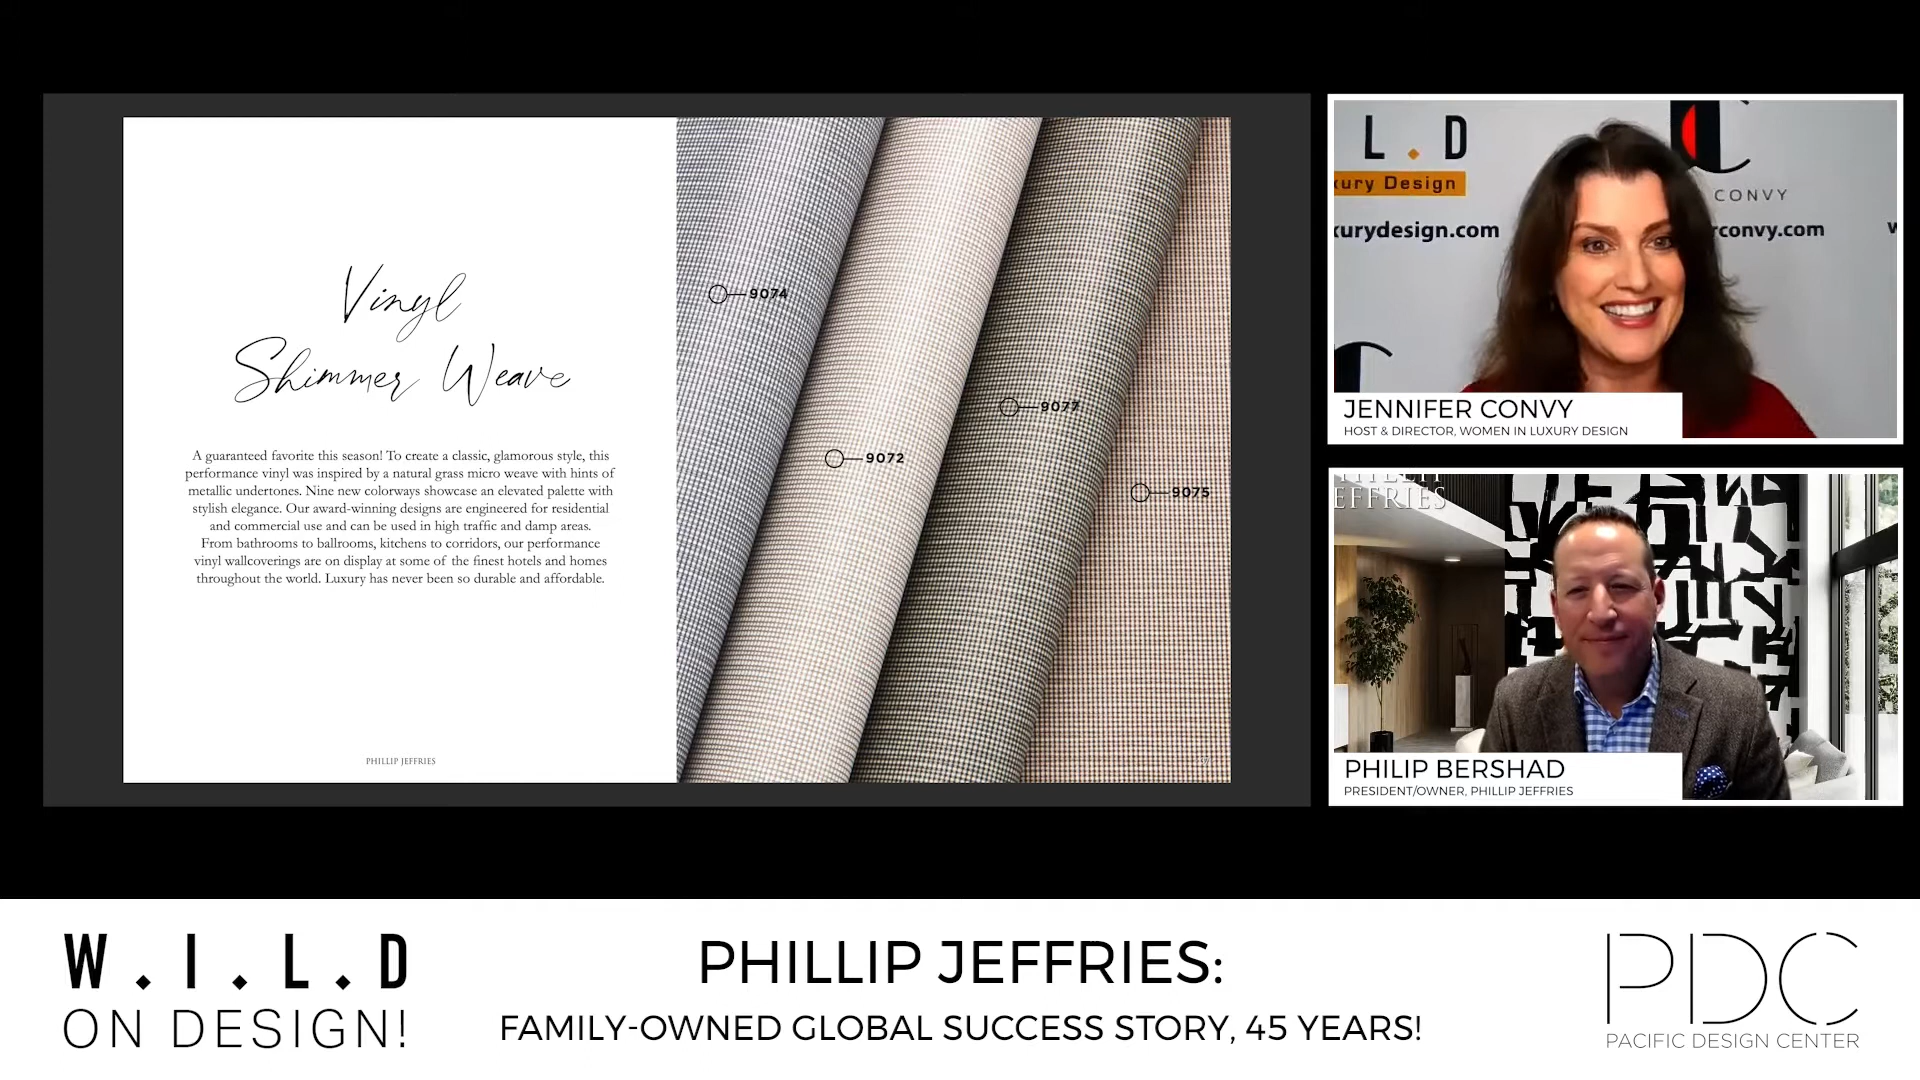 Vinyl
Shimmer Weave
A guaranteed favorite this season! To create a classic, glamorous style, this
performance vinyl was inspired by a natural grass micro weave with hints of
metallic undertones. Nine new colorways showcase an elevated palette with
stylish elegance. Our award-winning designs are engineered for residential
and commercial use and can be used in high traffic and damp areas.
From bathrooms to ballrooms, kitchens to corridors, our performance
vinyl wallcoverings are on display at some of the finest hotels and homes
throughout the world. Luxury has never been so durable and affordable.
PHILLIP JEFFRIES
9074
9077
9072
9075
L . D
xury Design
xurydesign.com
CONVY
rconvy.com
JENNIFER CONVY
HOST & DIRECTOR, WOMEN IN LUXURY DESIGN
EFFRIES
PHILIP BERSHAD
PRESIDENT/OWNER, PHILLIP JEFFRIES
W.I.L.D
ON DESIGN!
PHILLIP JEFFRIES:
FAMILY-OWNED GLOBAL SUCCESS STORY, 45 YEARS!
PDC
PACIFIC DESIGN CENTER